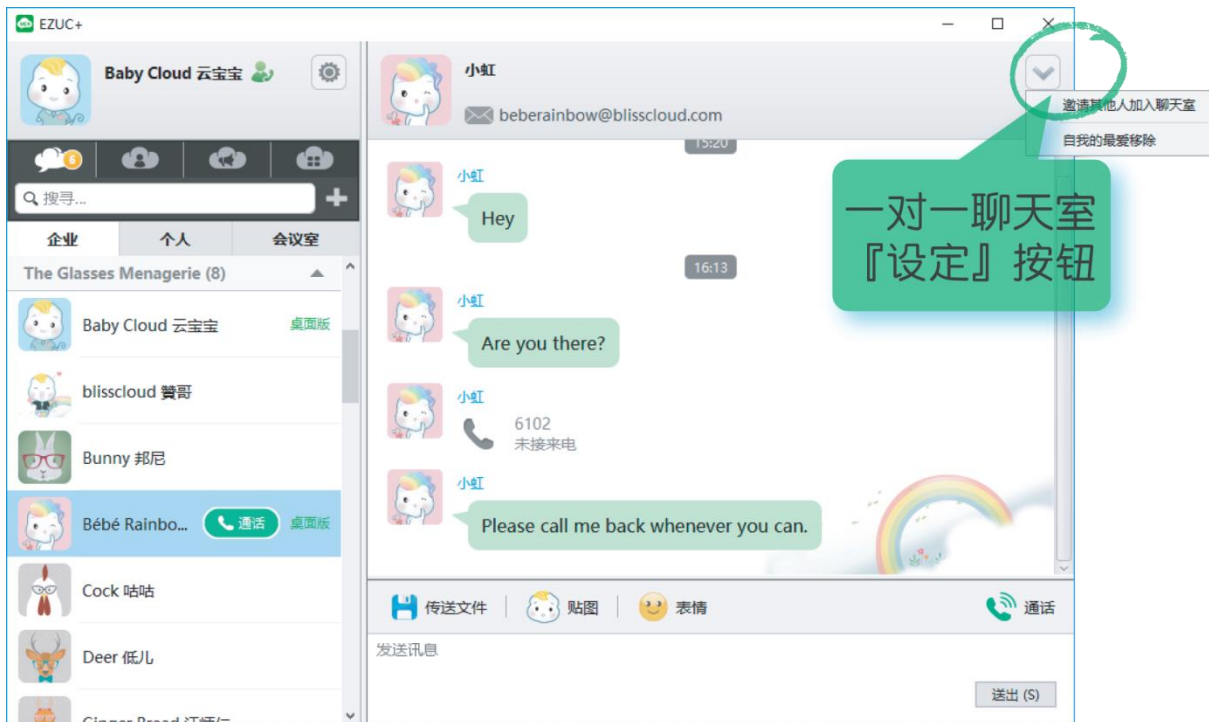 EZUC+
Baby Cloud 云宝宝
6
搜寻...
企业 个人 会议室
The Glasses Menagerie (8)
Baby Cloud 云宝宝 桌面版
blisscloud 赞哥
Bunny 邦尼
Bébé Rainbo... 通话 桌面版
Cock 咕咕
Deer 低儿
小虹
beberainbow@blisscloud.com
15:20
小虹
Hey
16:13
小虹
Are you there?
小虹
6102
未接来电
小虹
Please call me back whenever you can.
传送文件 贴图 表情 通话
发送讯息
送出 (S)
邀请其他人加入聊天室
自我的最爱移除
一对一聊天室
『设定』按钮